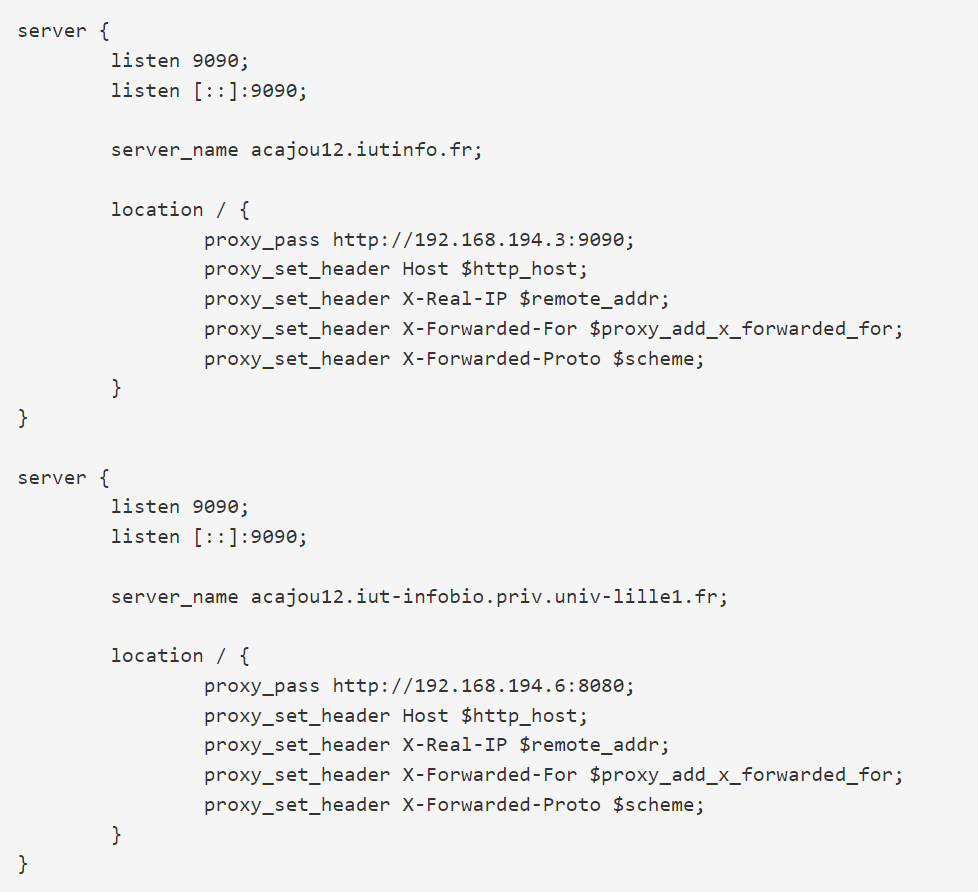 server {
        listen 9090;
        listen [::]:9090;

        server_name acajou12.iutinfo.fr;

        location / {
                proxy_pass http://192.168.194.3:9090;
                proxy_set_header Host $http_host;
                proxy_set_header X-Real-IP $remote_addr;
                proxy_set_header X-Forwarded-For $proxy_add_x_forwarded_for;
                proxy_set_header X-Forwarded-Proto $scheme;
        }
}

server {
        listen 9090;
        listen [::]:9090;

        server_name acajou12.iut-infobio.priv.univ-lille1.fr;

        location / {
                proxy_pass http://192.168.194.6:8080;
                proxy_set_header Host $http_host;
                proxy_set_header X-Real-IP $remote_addr;
                proxy_set_header X-Forwarded-For $proxy_add_x_forwarded_for;
                proxy_set_header X-Forwarded-Proto $scheme;
        }
}